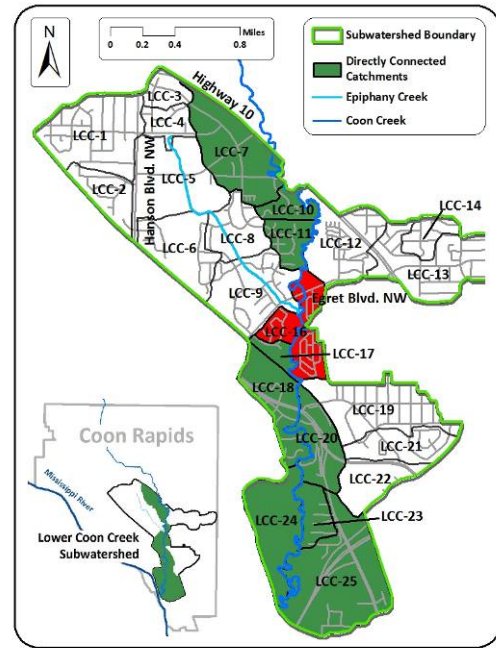 N
Miles
0 0.2 0.4 0.8
Subwatershed Boundary
Directly Connected
Catchments
Epiphany Creek
Coon Creek
Highway 10
LCC-3
LCC-4
LCC-1
LCC-7
LCC-2
Hanson Blvd. NW
LCC-5
LCC-10
LCC-11
LCC-14
LCC-12
LCC-6
LCC-8
LCC-13
LCC-9
Egret Blvd. NW
LCC-16
LCC-17
LCC-18
LCC-19
LCC-20
LCC-21
LCC-22
LCC-24
LCC-23
LCC-25
Coon Rapids
Mississippi River
Lower Coon Creek
Subwatershed